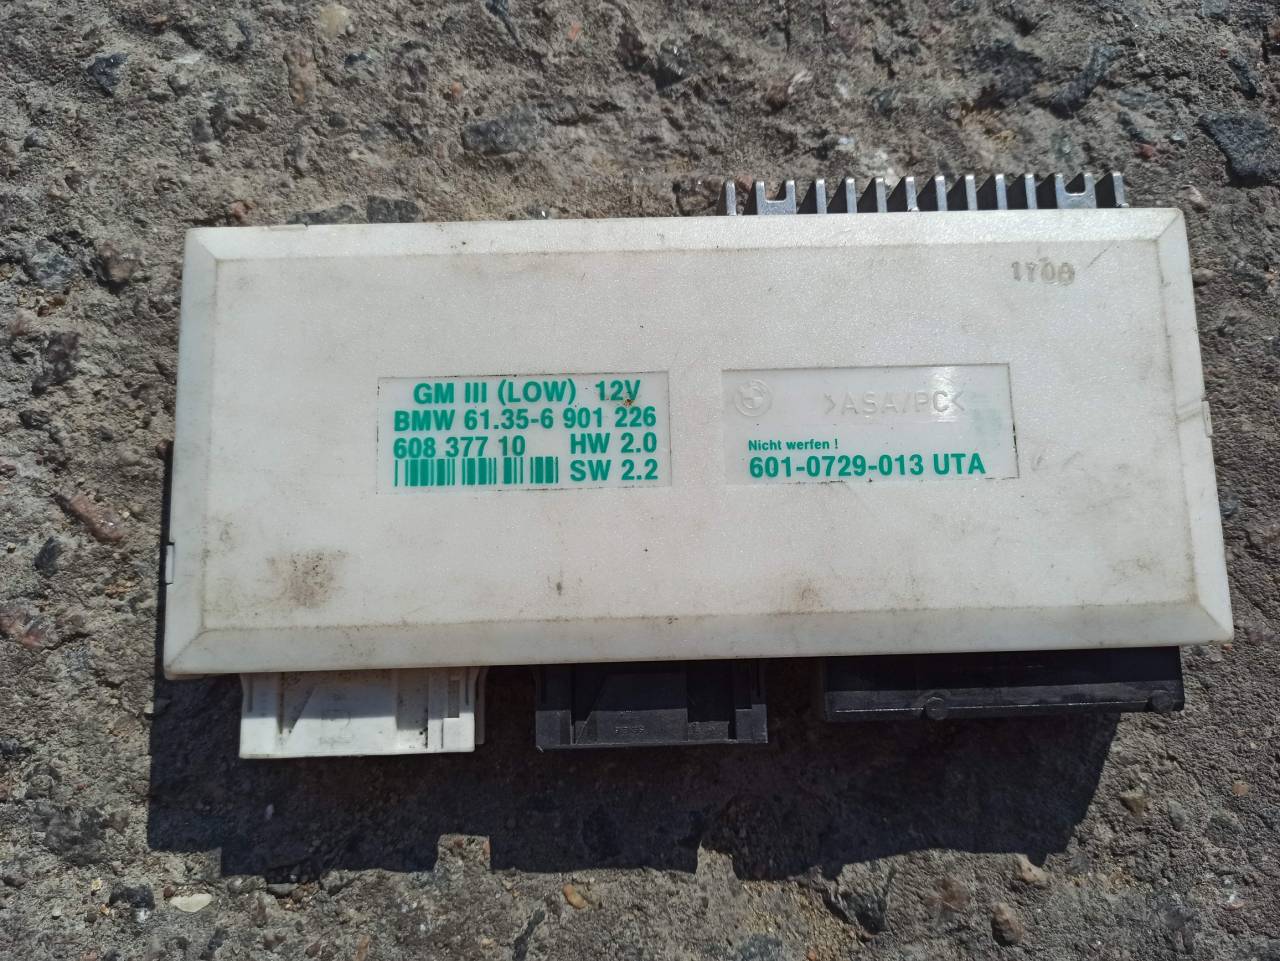 1700
GM III (LOW) 12V
BMW 61.35-6 901 226
608 377 10 HW 2.0
SW 2.2
>ASA/PC<
Nicht werfen !
601-0729-013 UTA